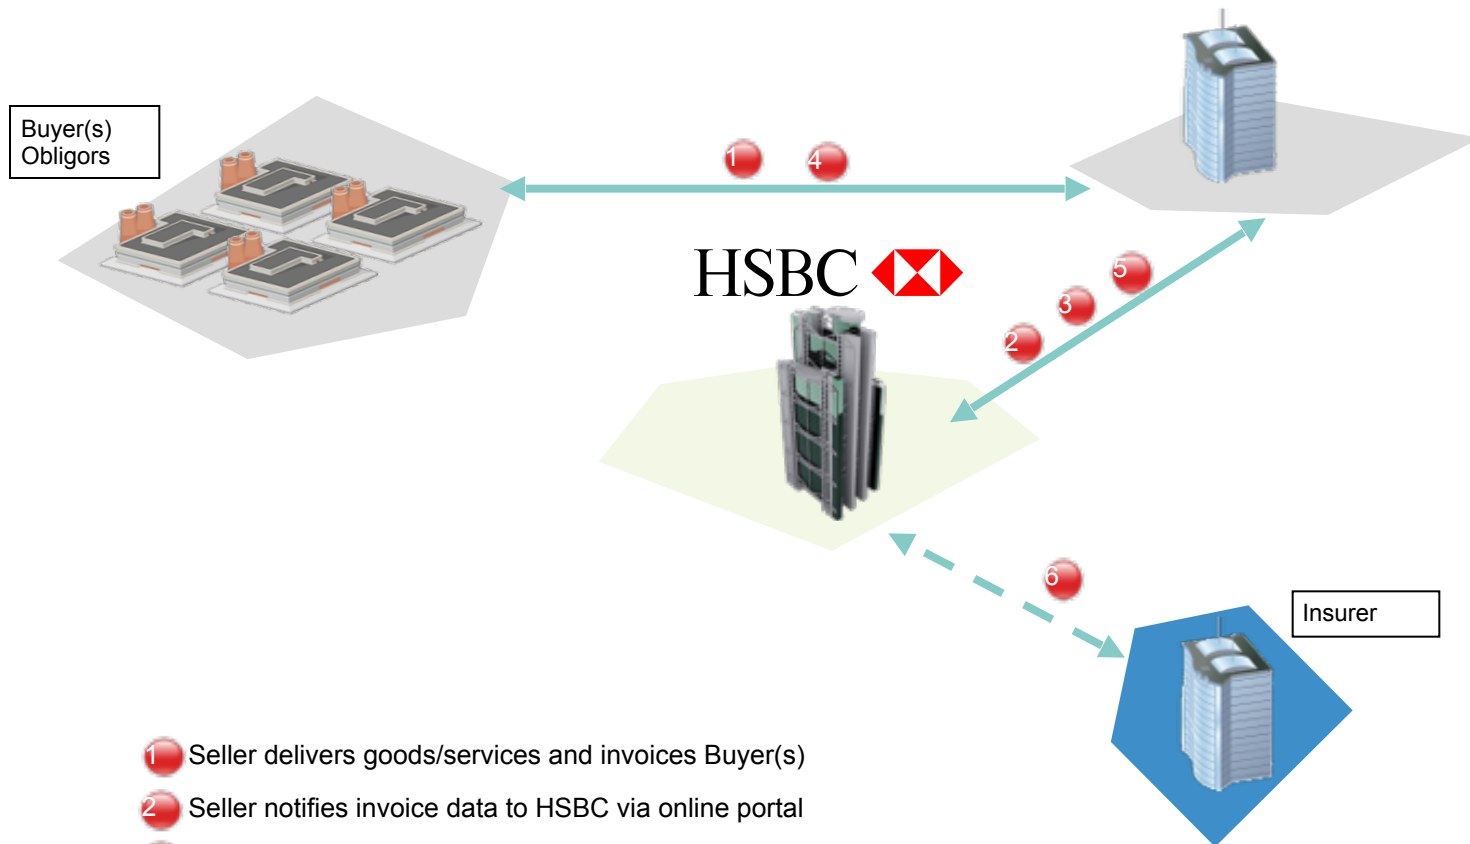 Buyer(s)
Obligors
1 4
HSBC
5
3
2
6
Insurer
1 Seller delivers goods/services and invoices Buyer(s)
2 Seller notifies invoice data to HSBC via online portal